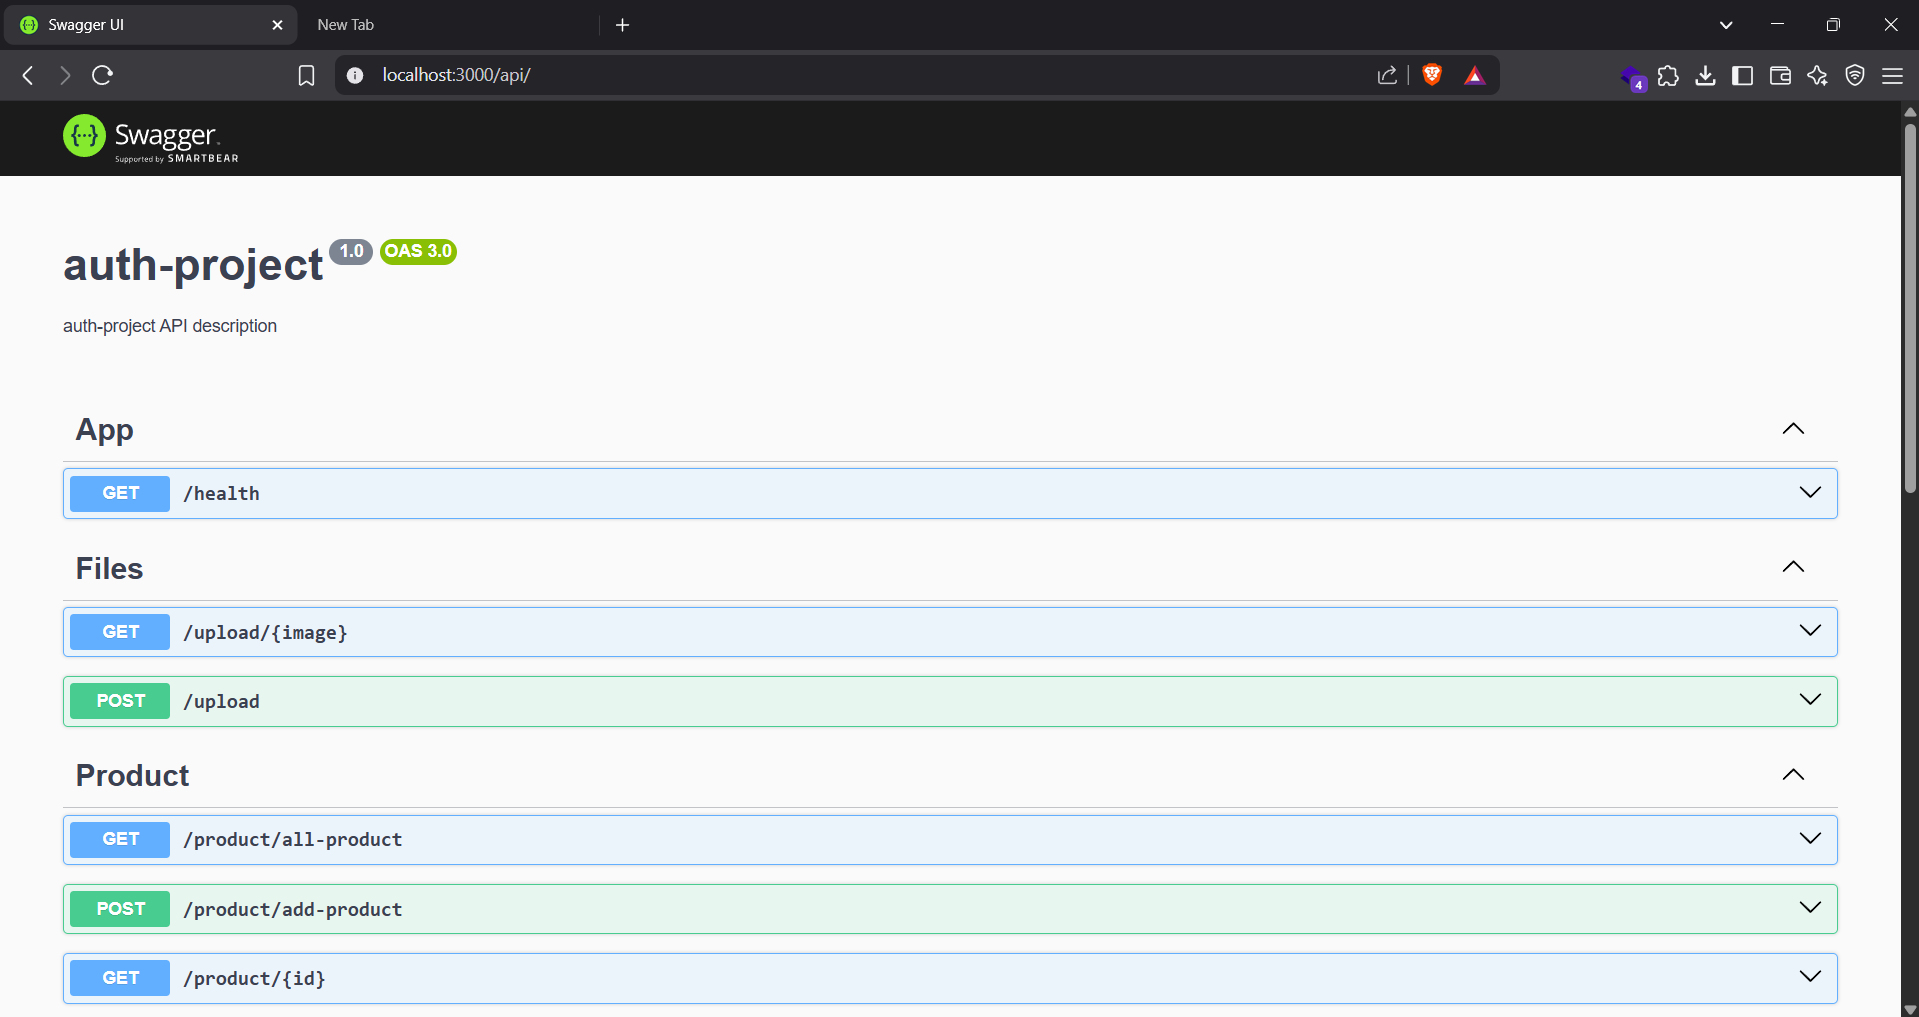 Swagger UI
New Tab
localhost:3000/api/
4
{···} Swagger.
Supported by SMARTBEAR
auth-project 1.0 OAS 3.0
auth-project API description
App
GET /health
Files
GET /upload/{image}
POST /upload
Product
GET /product/all-product
POST /product/add-product
GET /product/{id}